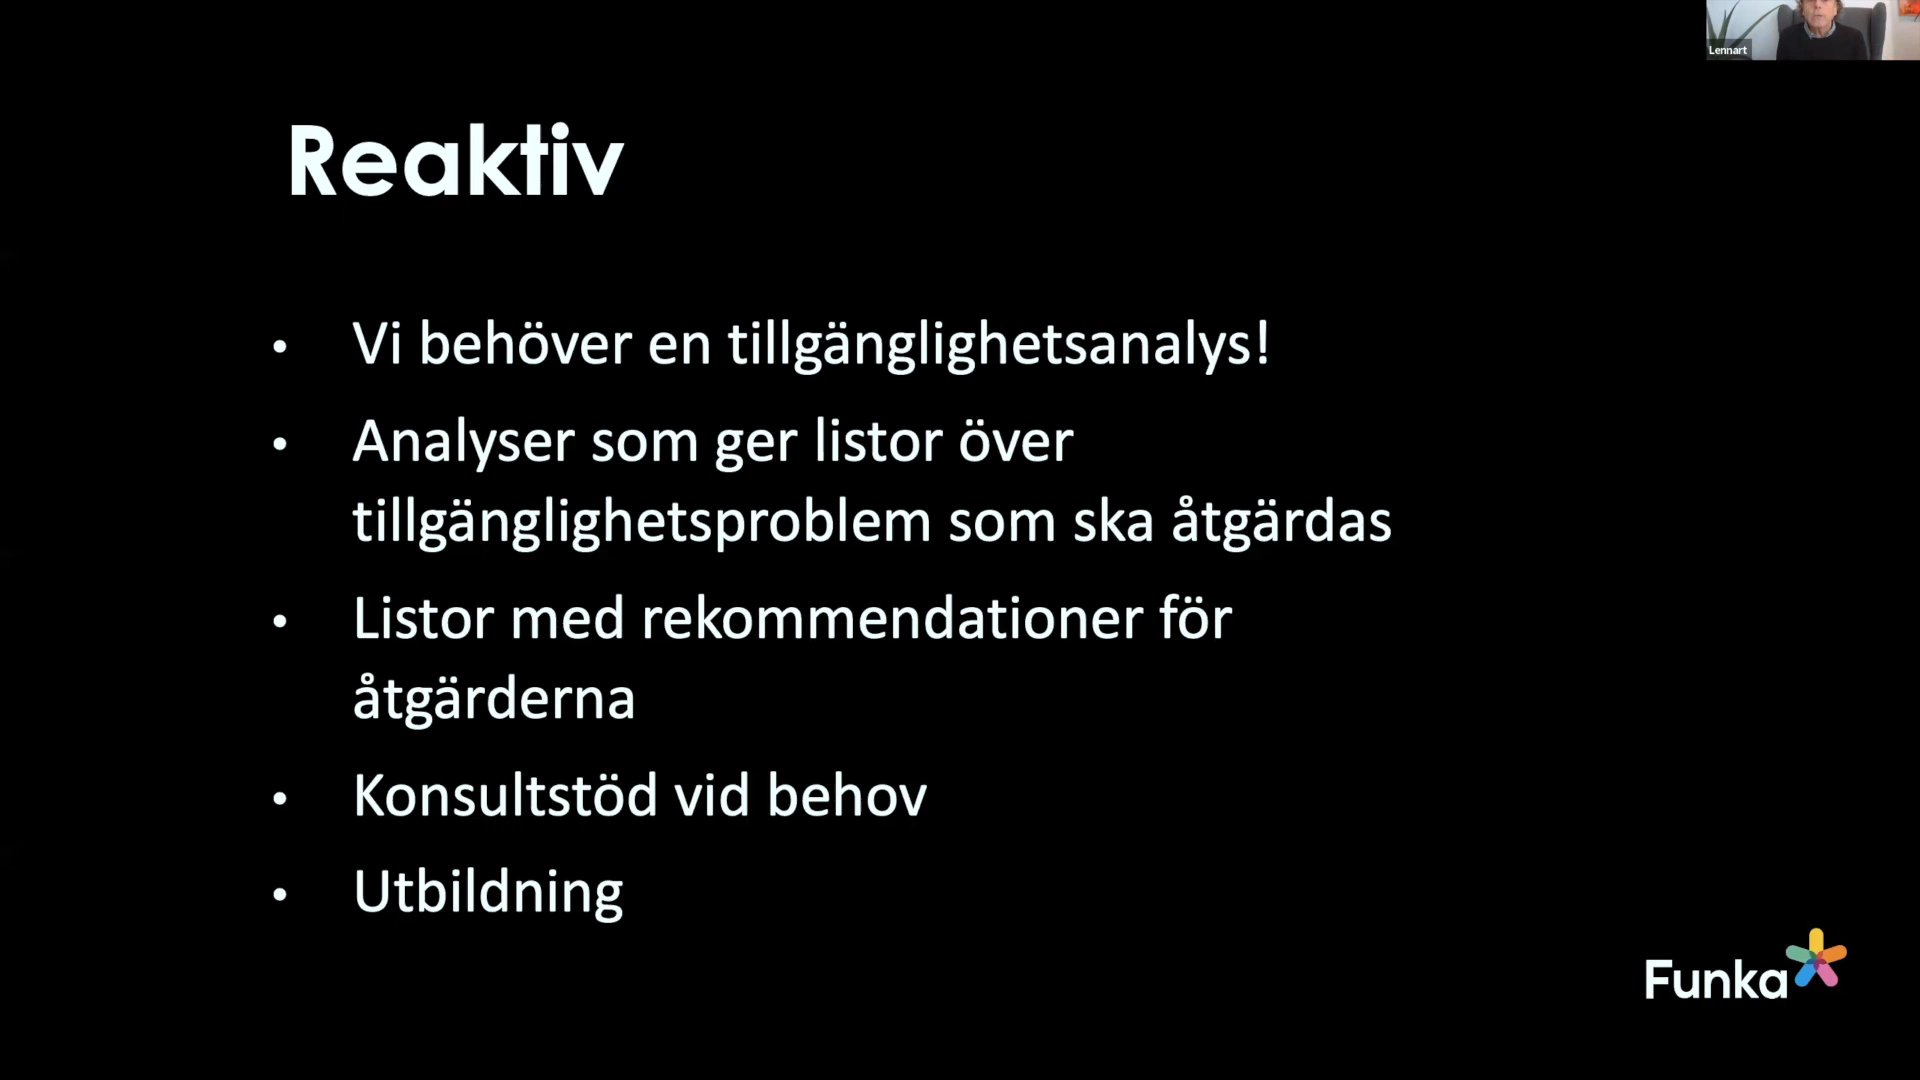 Lennart
Reaktiv
• Vi behöver en tillgänglighetsanalys!
• Analyser som ger listor över
tillgänglighetsproblem som ska åtgärdas
• Listor med rekommendationer för
åtgärderna
• Konsultstöd vid behov
• Utbildning
Funka